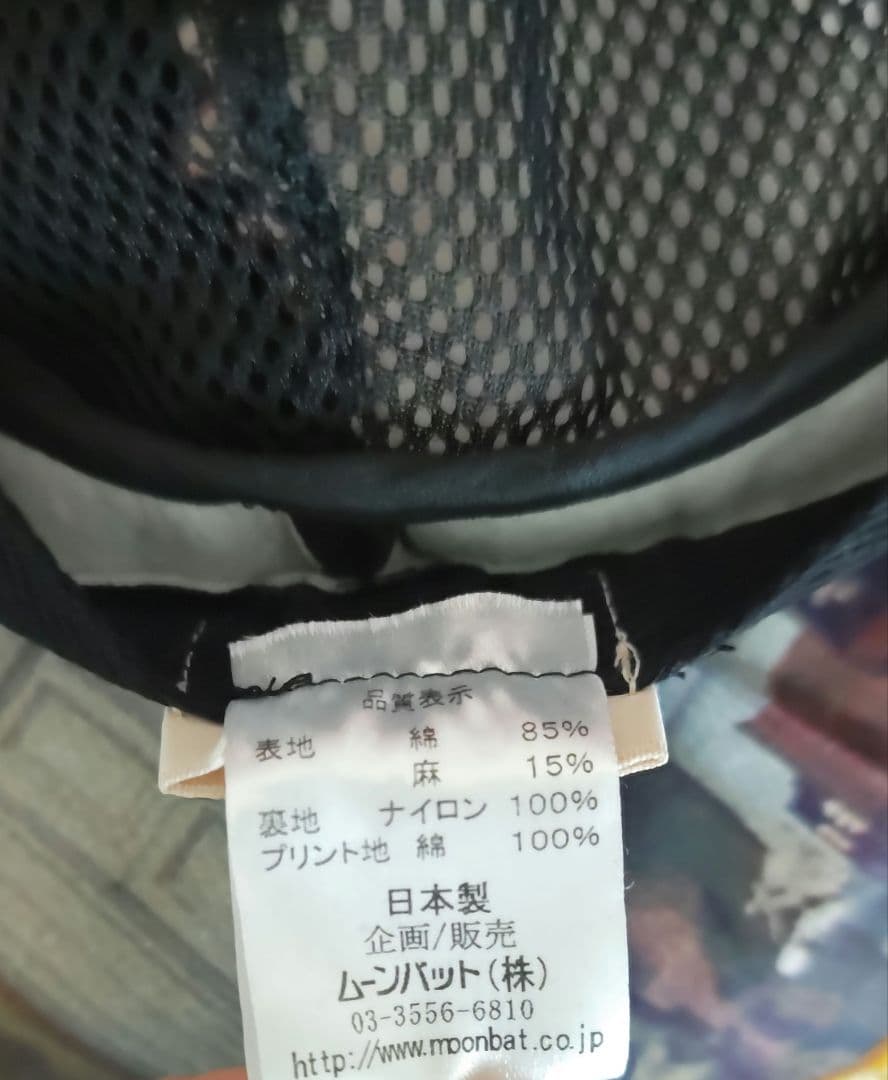 品質表示
表地 綿 85%
麻 15%
裏地 ナイロン 100%
プリント地 綿 100%
日本製
企画/販売
ムーンバット(株)
03-3556-6810
http://www.moonbat.co.jp